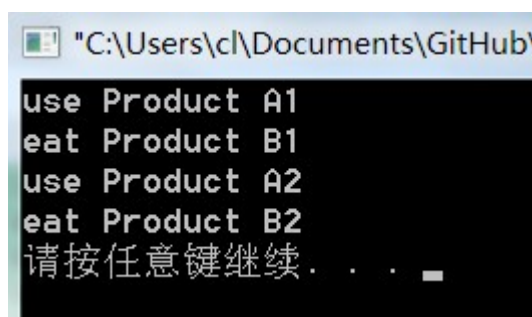 "C:\Users\cl\Documents\GitHub\
use Product A1
eat Product B1
use Product A2
eat Product B2
请按任意键继续. . .